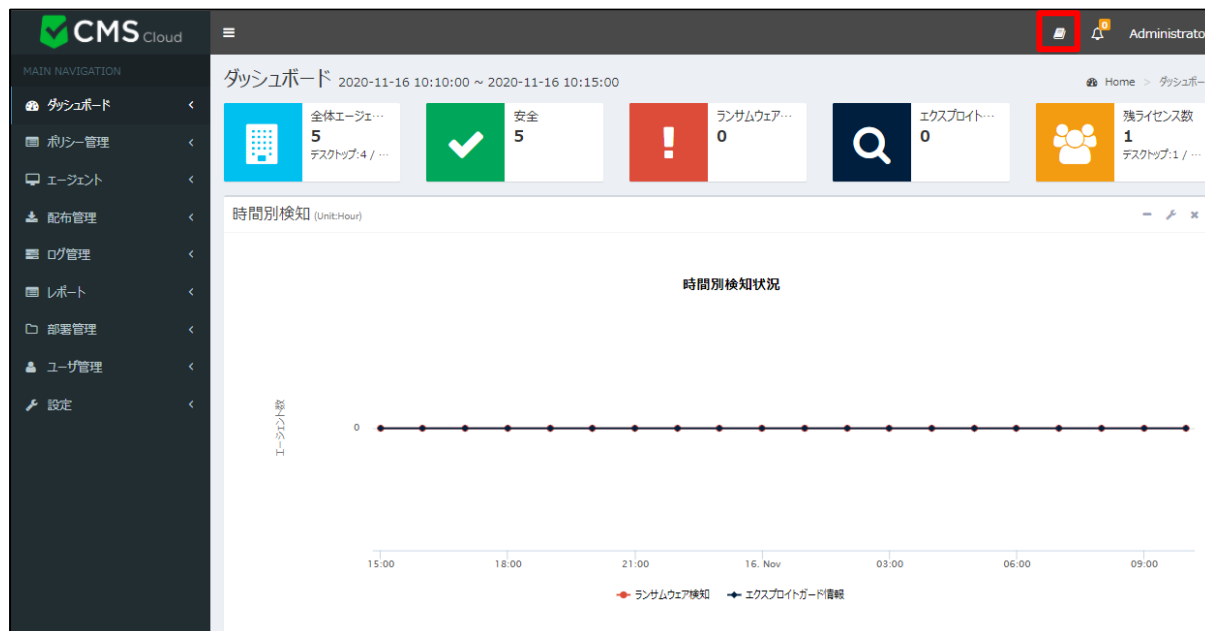 CMS Cloud
0
Administrato
MAIN NAVIGATION
ダッシュボード
ポリシー管理
エージェント
配布管理
ログ管理
レポート
部署管理
ユーザ管理
設定
ダッシュボード 2020-11-16 10:10:00 ~ 2020-11-16 10:15:00
Home > ダッシュボー
全体エージェ…
5
デスクトップ:4 / …
安全
5
ランサムウェア…
0
エクスプロイト…
0
残ライセンス数
1
デスクトップ:1 / …
時間別検知 (Unit:Hour)
時間別検知状況
エージェント数
0
15:00 18:00 21:00 16. Nov 03:00 06:00 09:00
ランサムウェア検知 エクスプロイトガード情報